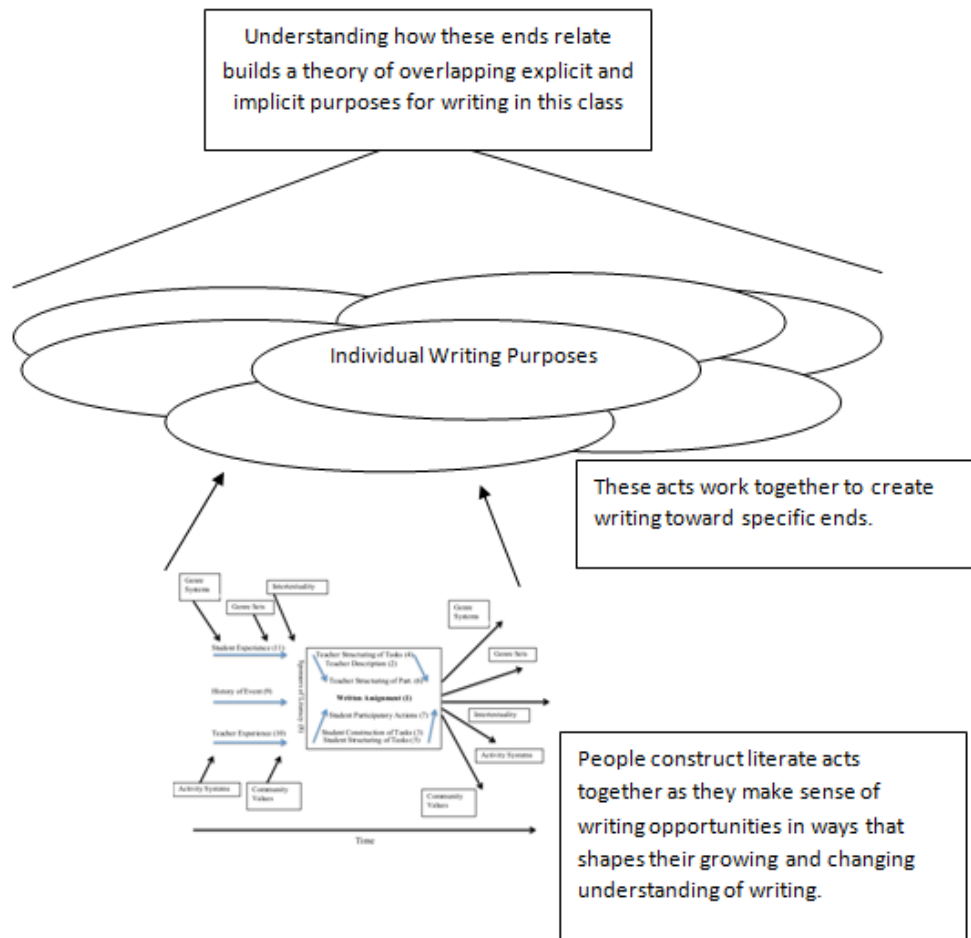 Understanding how these ends relate
builds a theory of overlapping explicit and
implicit purposes for writing in this class
Individual Writing Purposes
These acts work together to create
writing toward specific ends.
Genre
Systems
Genre Sets
Intertextuality
Student Experience (11)
History of Event (9)
Teacher Experience (10)
Activity Systems
Community
Values
Sponsors of Literacy (8)
Teacher Structuring of Tasks (4)
Teacher Description (2)
Teacher Structuring of Part. (6)
Written Assignment (1)
Student Participatory Actions (7)
Student Construction of Tasks (3)
Student Structuring of Tasks (5)
Genre
Systems
Genre Sets
Intertextuality
Activity Systems
Community
Values
Time
People construct literate acts
together as they make sense of
writing opportunities in ways that
shapes their growing and changing
understanding of writing.